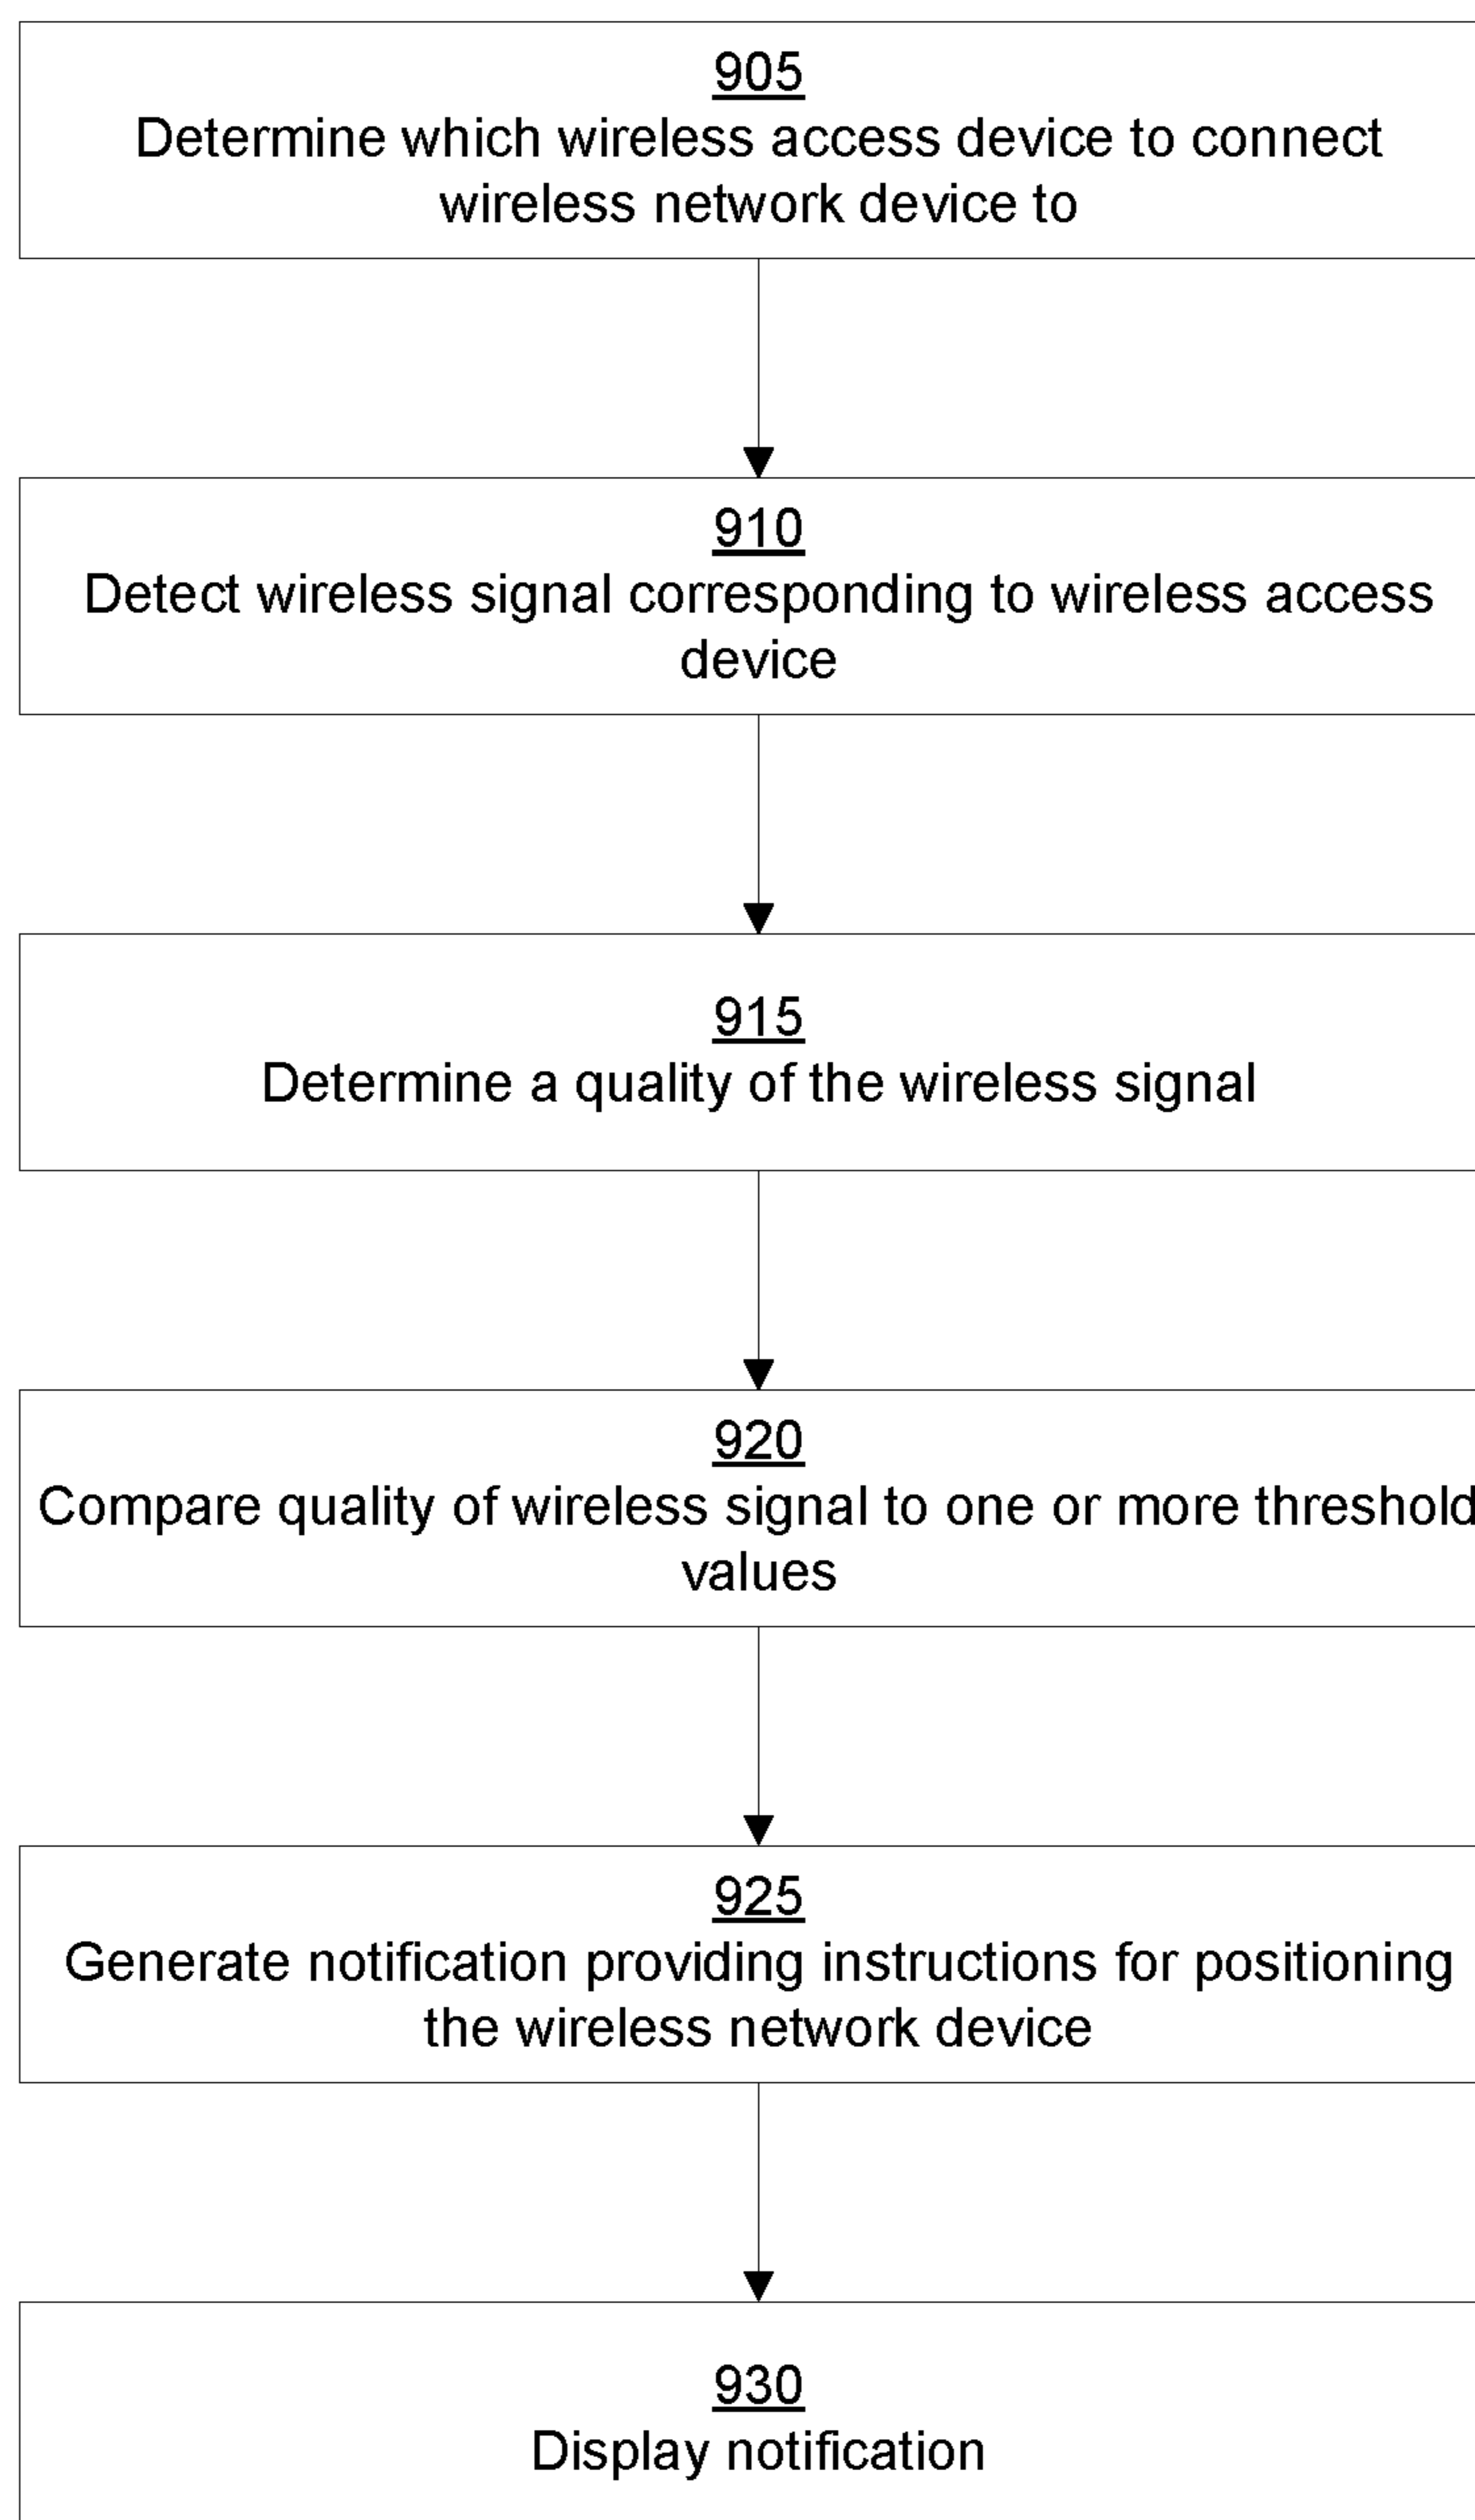 905
Determine which wireless access device to connect
wireless network device to
910
Detect wireless signal corresponding to wireless access
device
915
Determine a quality of the wireless signal
920
Compare quality of wireless signal to one or more threshold
values
925
Generate notification providing instructions for positioning
the wireless network device
930
Display notification